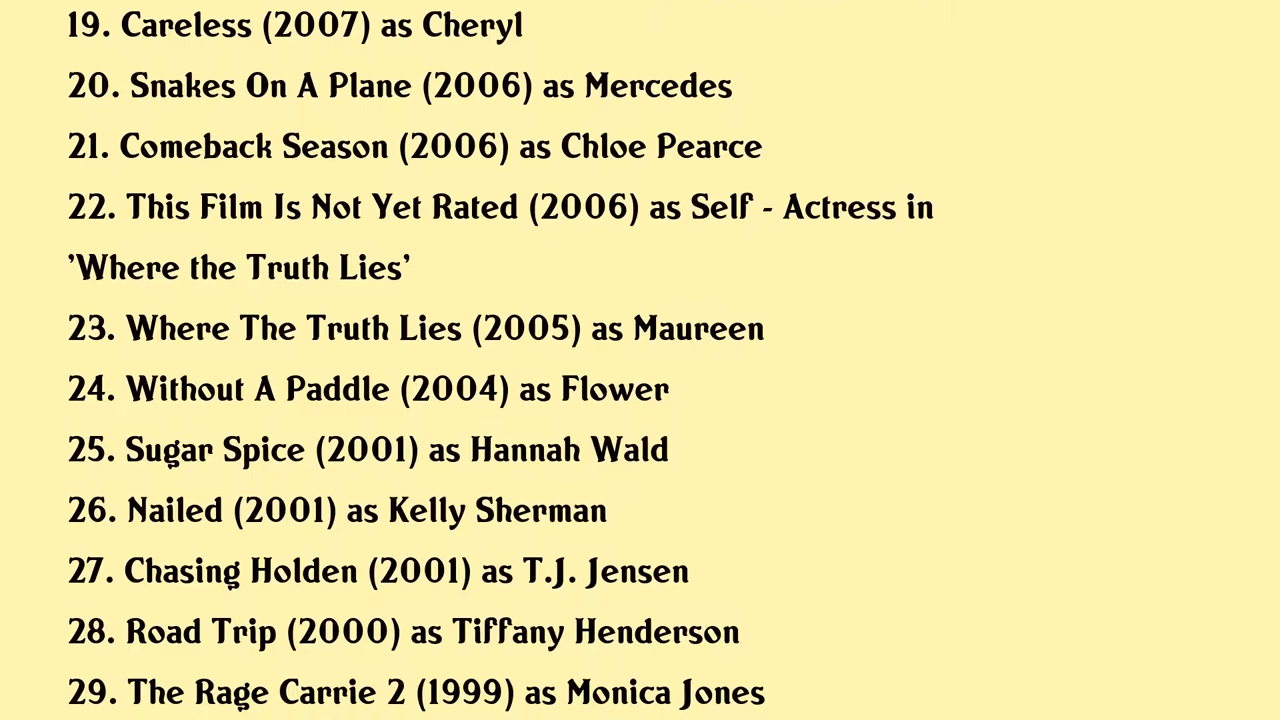 19. Careless (2007) as Cheryl
20. Snakes On A Plane (2006) as Mercedes
21. Comeback Season (2006) as Chloe Pearce
22. This Film Is Not Yet Rated (2006) as Self - Actress in
'Where the Truth Lies'
23. Where The Truth Lies (2005) as Maureen
24. Without A Paddle (2004) as Flower
25. Sugar Spice (2001) as Hannah Wald
26. Nailed (2001) as Kelly Sherman
27. Chasing Holden (2001) as T.J. Jensen
28. Road Trip (2000) as Tiffany Henderson
29. The Rage Carrie 2 (1999) as Monica Jones